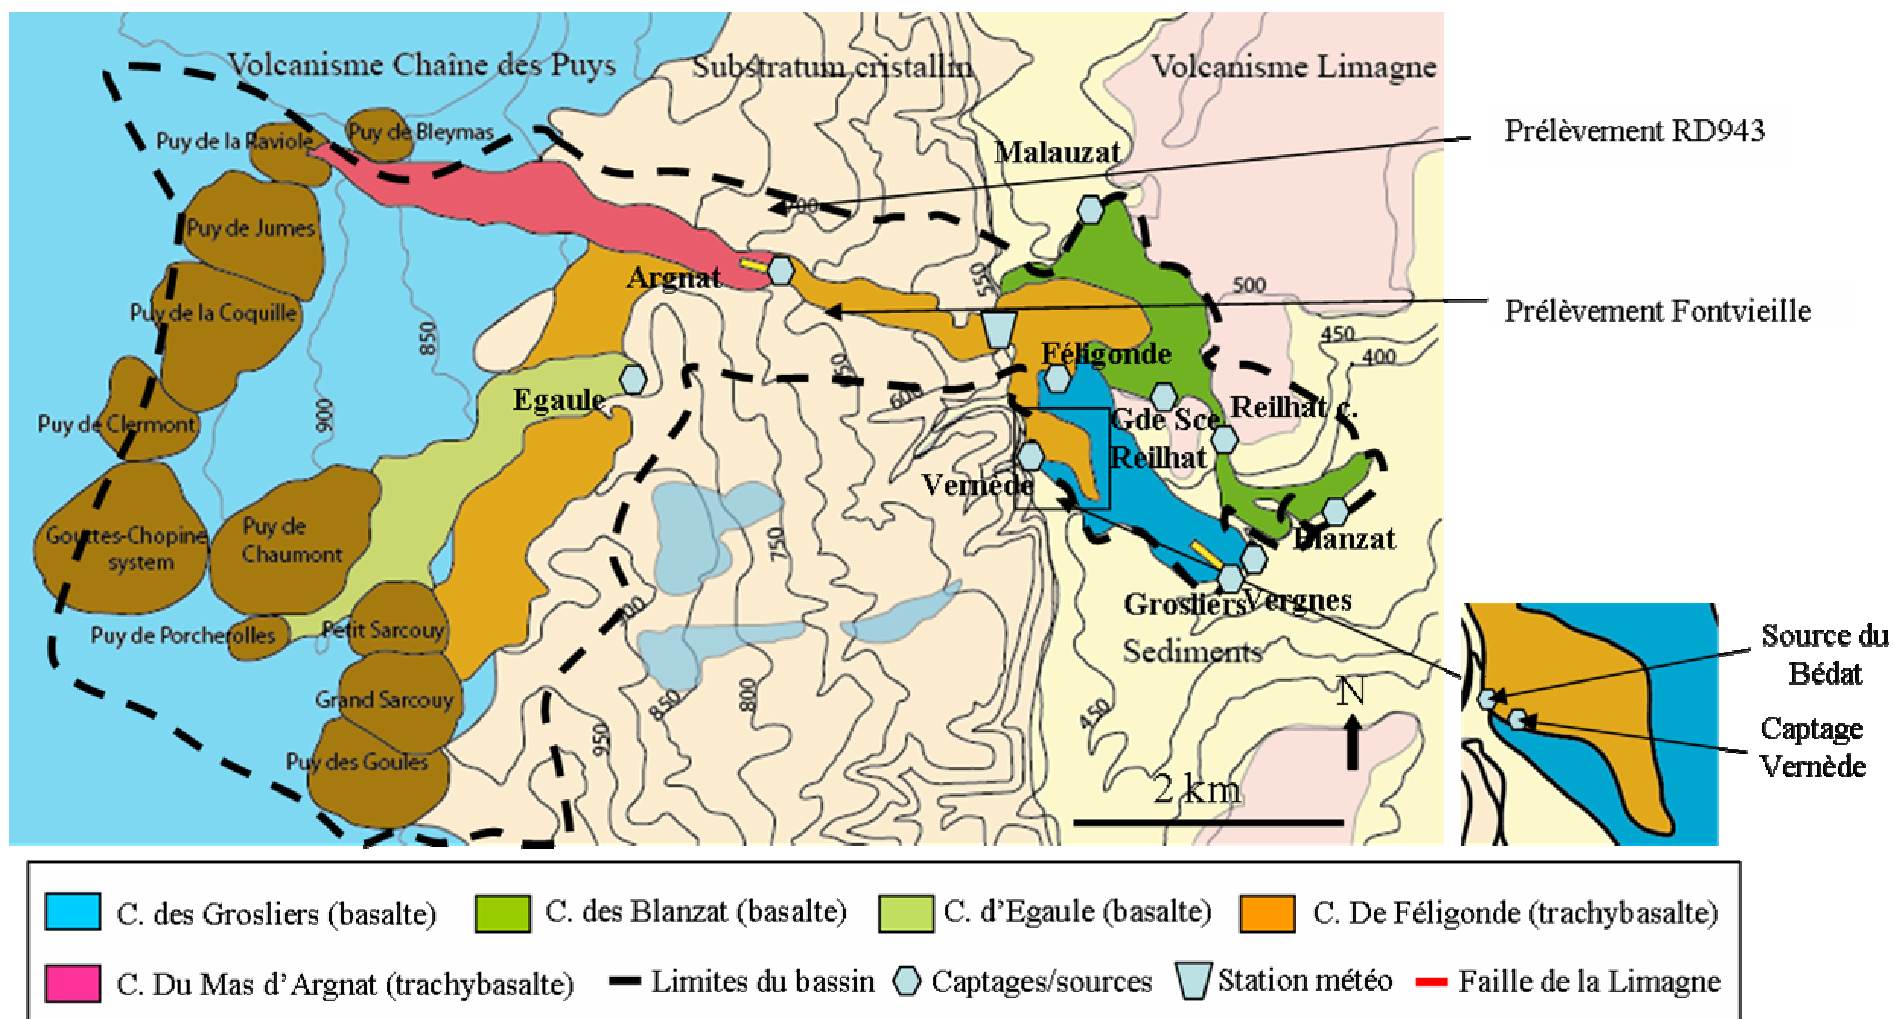 Volcanisme Chaîne des Puys
Substratum cristallin
Volcanisme Limagne
Prélèvement RD943
Puy de la Raviole
Puy de Bleymas
Malauzat
700
Puy de Jumes
Argnat
550
500
Puy de la Coquille
850
Prélèvement Fontvieille
450
400
Féligonde
650
600
Egaule
Puy de Clermont
900
Gde Sce
Reilhat
Reilhat c.
Vernède
Gouttes-Chopine
system
Puy de
Chaumont
750
Blanzat
700
Grosliers
Vergnes
Puy de Porcherolles
Petit Sarcouy
Sediments
Source du
Bédat
Grand Sarcouy
850
800
450
N
Captage
Vernède
950
Puy des Goules
2 km
C. des Grosliers (basalte)
C. des Blanzat (basalte)
C. d'Egaule (basalte)
C. De Féligonde (trachybasalte)
C. Du Mas d'Argnat (trachybasalte)
Limites du bassin
Captages/sources
Station météo
Faille de la Limagne